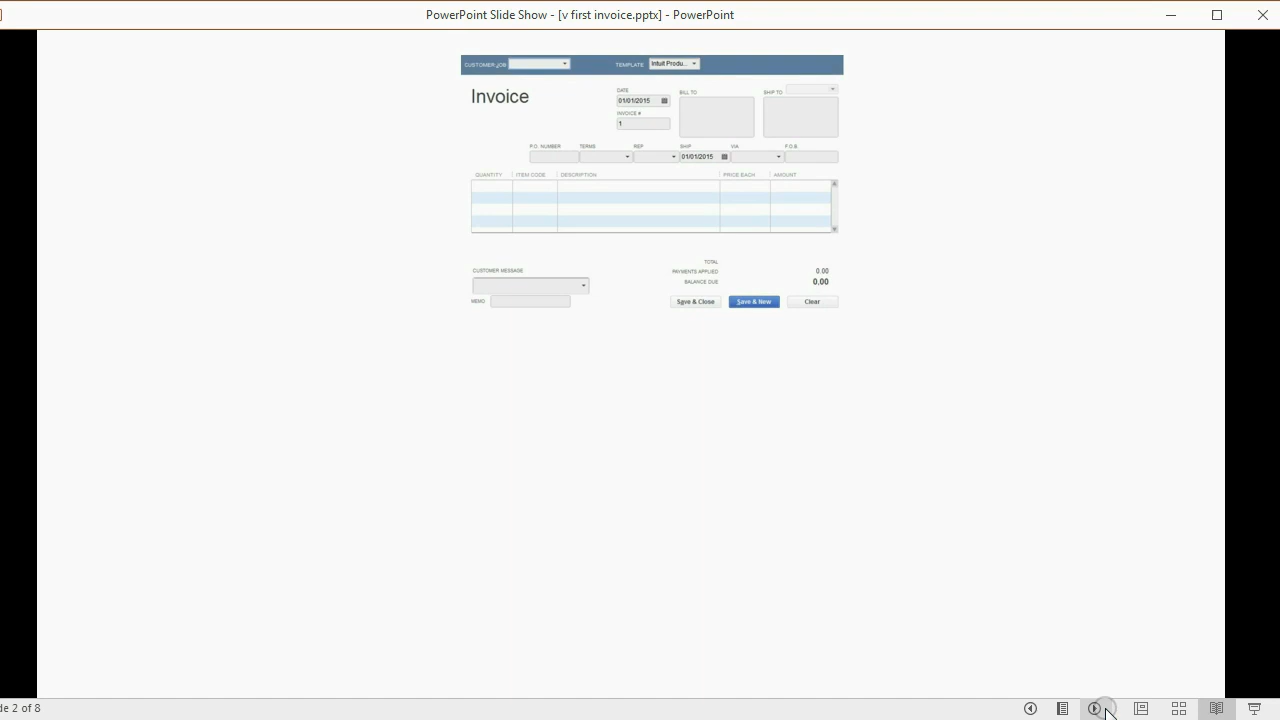 PowerPoint Slide Show - [v first invoice.pptx] - PowerPoint
CUSTOMER:JOB
TEMPLATE Intuit Produ...
Invoice
DATE
01/01/2015
INVOICE #
1
BILL TO
SHIP TO
P.O. NUMBER TERMS REP SHIP VIA F.O.B.
01/01/2015
QUANTITY ITEM CODE DESCRIPTION PRICE EACH AMOUNT
TOTAL
PAYMENTS APPLIED 0.00
BALANCE DUE 0.00
CUSTOMER MESSAGE
MEMO
Save & Close Save & New Clear
de 2 of 8